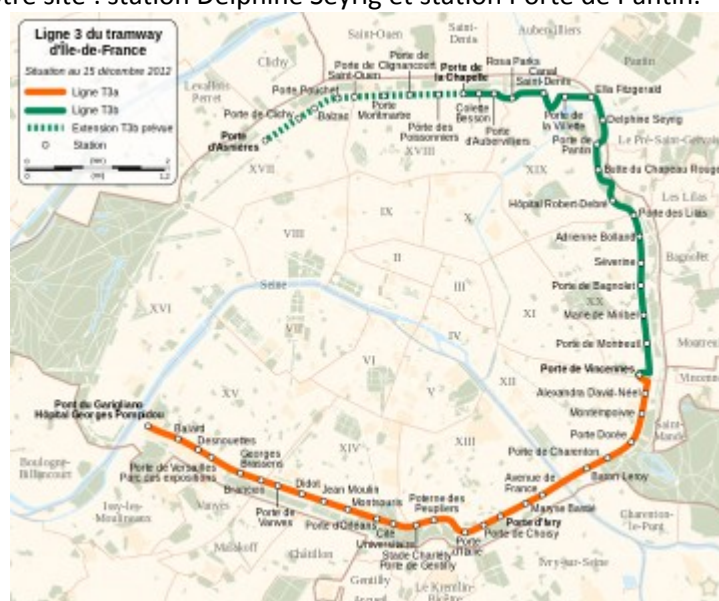 tre site : station Delphine Seyrig et station Porte de Pantin.
Ligne 3 du tramway
d'Île-de-France
Situation au 15 décembre 2012
Ligne T3a
Ligne T3b
Extension T3b prévue
Station
Saint-Ouen
Saint-
Denis
Aubervilliers
Clichy
Pantin
Levallois
Perret
Porte de
Porte de Clignancourt
Saint-Ouen
Porte Pouchet
Porte de Clichy
Balzac
Porte
Montmartre
Porte des
Poissonniers
Porte
d'Asnières
Porte de
la Chapelle
Colette
Besson
Porte
d'Aubervilliers
Rosa Parks
Canal
Saint-Denis
Porte de
la Villette
Ella Fitzgerald
Delphine Seyrig
Le Pré-Saint-Gervais
Porte de
Pantin
Butte du Chapeau Rouge
Hôpital Robert-Debré
Les Lilas
Porte des Lilas
Adrienne Bolland
Bagnolet
Séverine
Porte de Bagnolet
Marie de Miribel
Porte de Montreuil
Porte de Vincennes
Alexandra David-Néel
Montempoivre
Porte Dorée
Saint-
Mandé
Porte de Charenton
Baron Leroy
Avenue de
France
Maryse Bastié
Porte d'Ivry
Porte de Choisy
Porte
d'Italie
Charenton-
le-Pont
Ivry-sur-Seine
Poterne des
Peupliers
Stade Charléty
Porte de Gentilly
Cité
Universitaire
Montsouris
Porte d'Orléans
Jean Moulin
Didot
Porte de
Vanves
Brancion
Georges
Brassens
Porte de Versailles
Parc des expositions
Desnouettes
Balard
Pont du Garigliano
Hôpital Georges Pompidou
Boulogne-
Billancourt
Issy-les-
Moulineaux
Vanves
Malakoff
Châtillon
Gentilly
Le Kremlin-
Bicêtre
Seine
XVII
XVIII
XIX
IX
X
VIII
II
I
III
XVI
VII
IV
XI
XX
VI
V
XII
XV
XIV
XIII